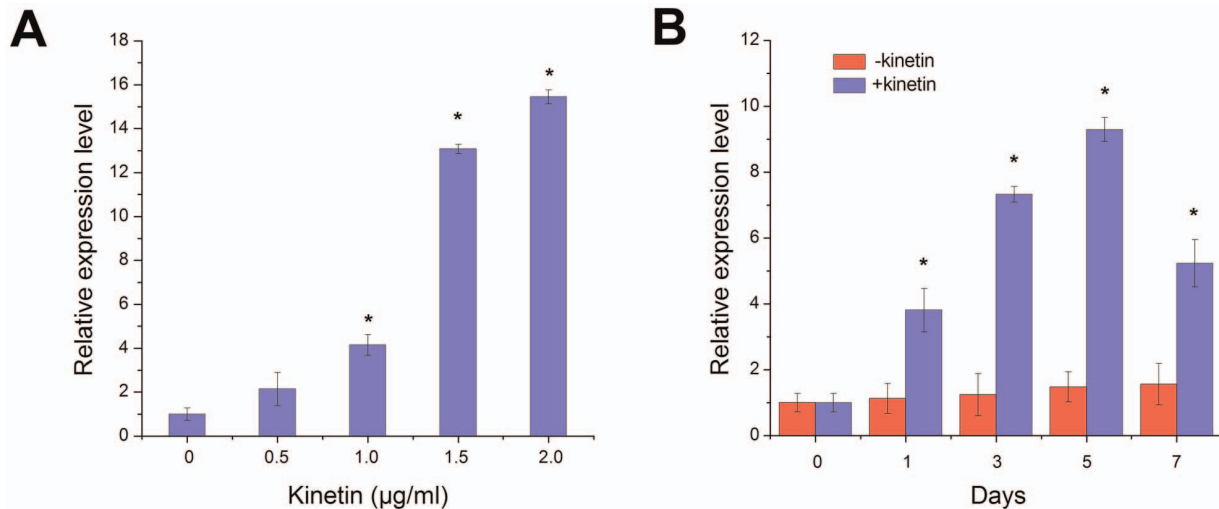 A
Relative expression level
18
16
14
12
10
8
6
4
2
0
*
*
*
0 0.5 1.0 1.5 2.0
Kinetin (µg/ml)
B
Relative expression level
12
10
8
6
4
2
0
-kinetin
+kinetin
*
*
*
*
0 1 3 5 7
Days